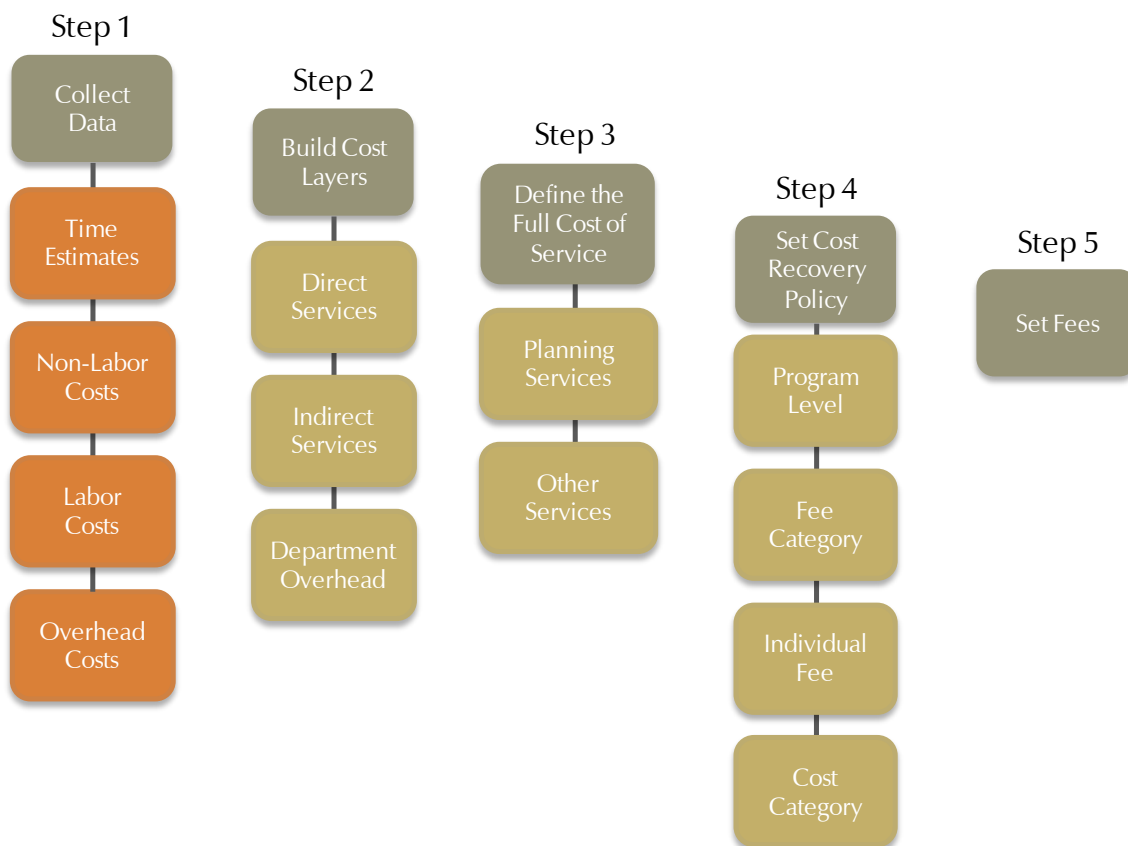 Step 1
Collect
Data
Time
Estimates
Non-Labor
Costs
Labor
Costs
Overhead
Costs
Step 2
Build Cost
Layers
Direct
Services
Indirect
Services
Department
Overhead
Step 3
Define the
Full Cost of
Service
Planning
Services
Other
Services
Step 4
Set Cost
Recovery
Policy
Program
Level
Fee
Category
Individual
Fee
Cost
Category
Step 5
Set Fees